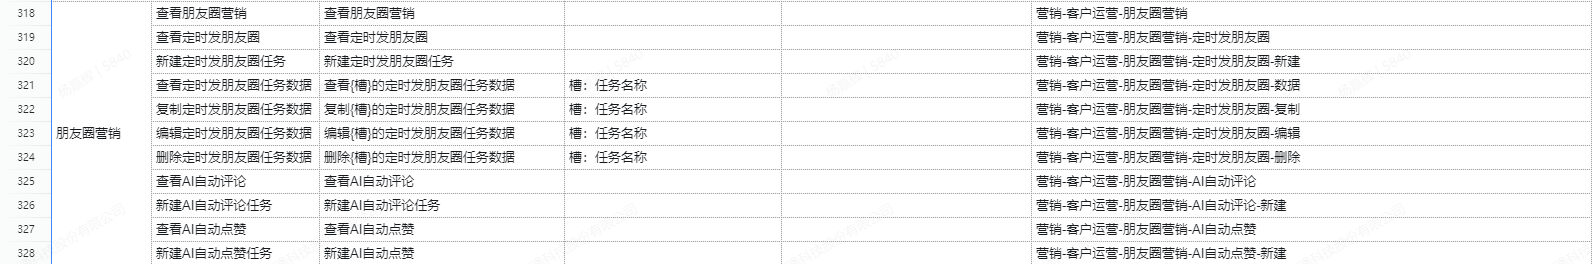 318 查看朋友圈营销 查看朋友圈营销 营销-客户运营-朋友圈营销
319 查看定时发朋友圈 查看定时发朋友圈 营销-客户运营-朋友圈营销-定时发朋友圈
320 新建定时发朋友圈任务 新建定时发朋友圈任务 营销-客户运营-朋友圈营销-定时发朋友圈-新建
321 查看定时发朋友圈任务数据 查看{槽}的定时发朋友圈任务数据 槽：任务名称 营销-客户运营-朋友圈营销-定时发朋友圈-数据
322 复制定时发朋友圈任务数据 复制{槽}的定时发朋友圈任务数据 槽：任务名称 营销-客户运营-朋友圈营销-定时发朋友圈-复制
323 朋友圈营销 编辑定时发朋友圈任务数据 编辑{槽}的定时发朋友圈任务数据 槽：任务名称 营销-客户运营-朋友圈营销-定时发朋友圈-编辑
324 删除定时发朋友圈任务数据 删除{槽}的定时发朋友圈任务数据 槽：任务名称 营销-客户运营-朋友圈营销-定时发朋友圈-删除
325 查看AI自动评论 查看AI自动评论 营销-客户运营-朋友圈营销-AI自动评论
326 新建AI自动评论任务 新建AI自动评论任务 营销-客户运营-朋友圈营销-AI自动评论-新建
327 查看AI自动点赞 查看AI自动点赞 营销-客户运营-朋友圈营销-AI自动点赞
328 新建AI自动点赞任务 新建AI自动点赞 营销-客户运营-朋友圈营销-AI自动点赞-新建